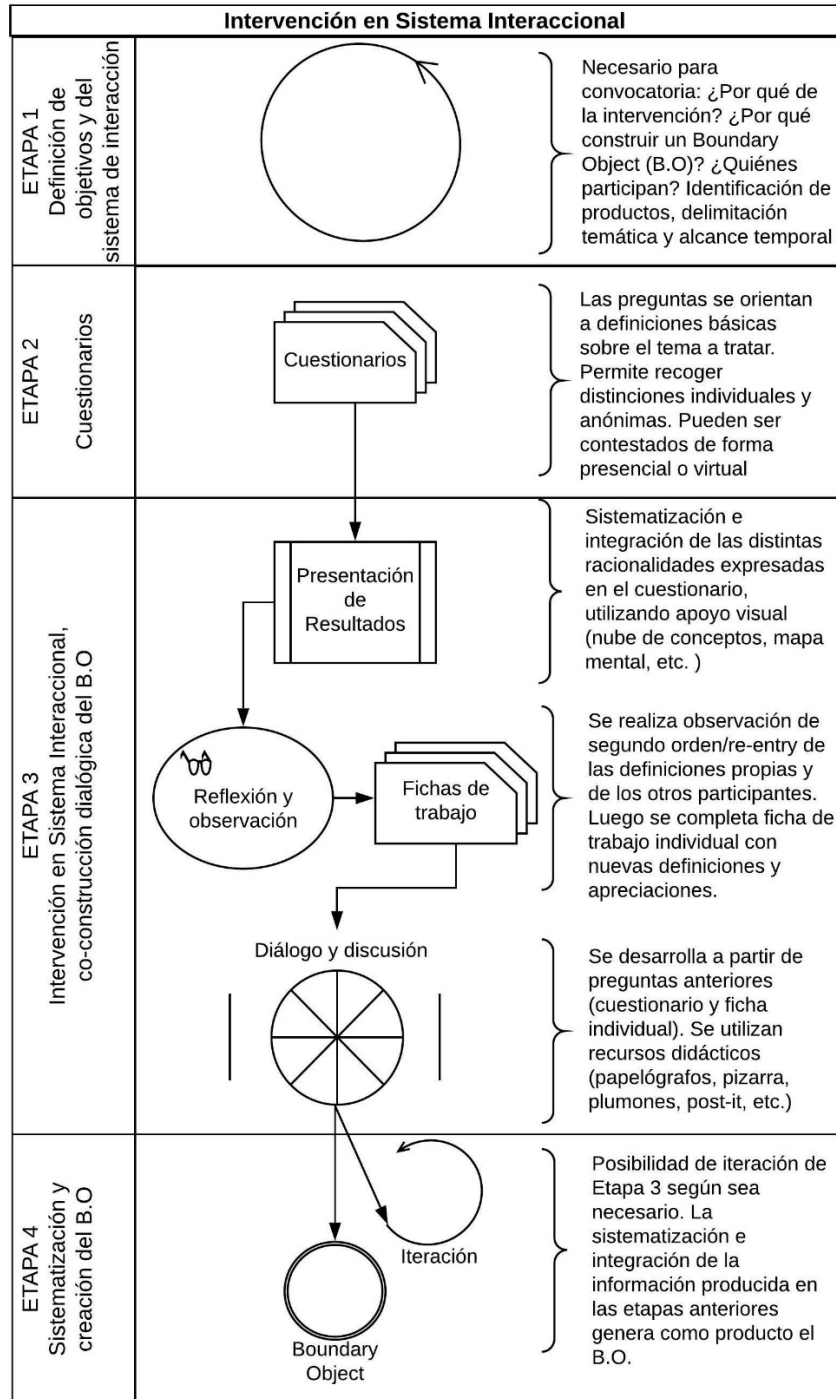 Intervención en Sistema Interaccional
ETAPA 1
Definición de
objetivos y del
sistema de interacción
Necesario para
convocatoria: ¿Por qué de
la intervención? ¿Por qué
construir un Boundary
Object (B.O)? ¿Quiénes
participan? Identificación de
productos, delimitación
temática y alcance temporal
ETAPA 2
Cuestionarios
Cuestionarios
Las preguntas se orientan
a definiciones básicas
sobre el tema a tratar.
Permite recoger
distinciones individuales y
anónimas. Pueden ser
contestados de forma
presencial o virtual
ETAPA 3
Intervención en Sistema Interaccional,
co-construcción dialógica del B.O
Presentación
de
Resultados
Sistematización e
integración de las distintas
racionalidades expresadas
en el cuestionario,
utilizando apoyo visual
(nube de conceptos, mapa
mental, etc. )
Reflexión y
observación
Fichas de
trabajo
Se realiza observación de
segundo orden/re-entry de
las definiciones propias y
de los otros participantes.
Luego se completa ficha de
trabajo individual con
nuevas definiciones y
apreciaciones.
Diálogo y discusión
Se desarrolla a partir de
preguntas anteriores
(cuestionario y ficha
individual). Se utilizan
recursos didácticos
(papelógrafos, pizarra,
plumones, post-it, etc.)
ETAPA 4
Sistematización y
creación del B.O
Iteración
Boundary
Object
Posibilidad de iteración de
Etapa 3 según sea
necesario. La
sistematización e
integración de la
información producida en
las etapas anteriores
genera como producto el
B.O.